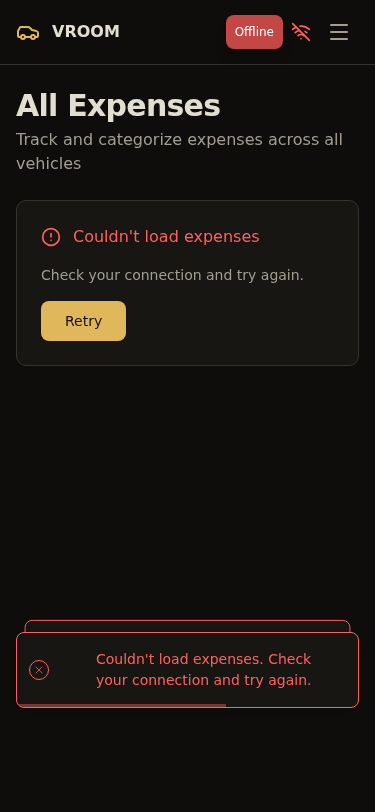 VROOM
Offline
All Expenses
Track and categorize expenses across all
vehicles
Couldn't load expenses
Check your connection and try again.
Retry
Couldn't load expenses. Check
your connection and try again.